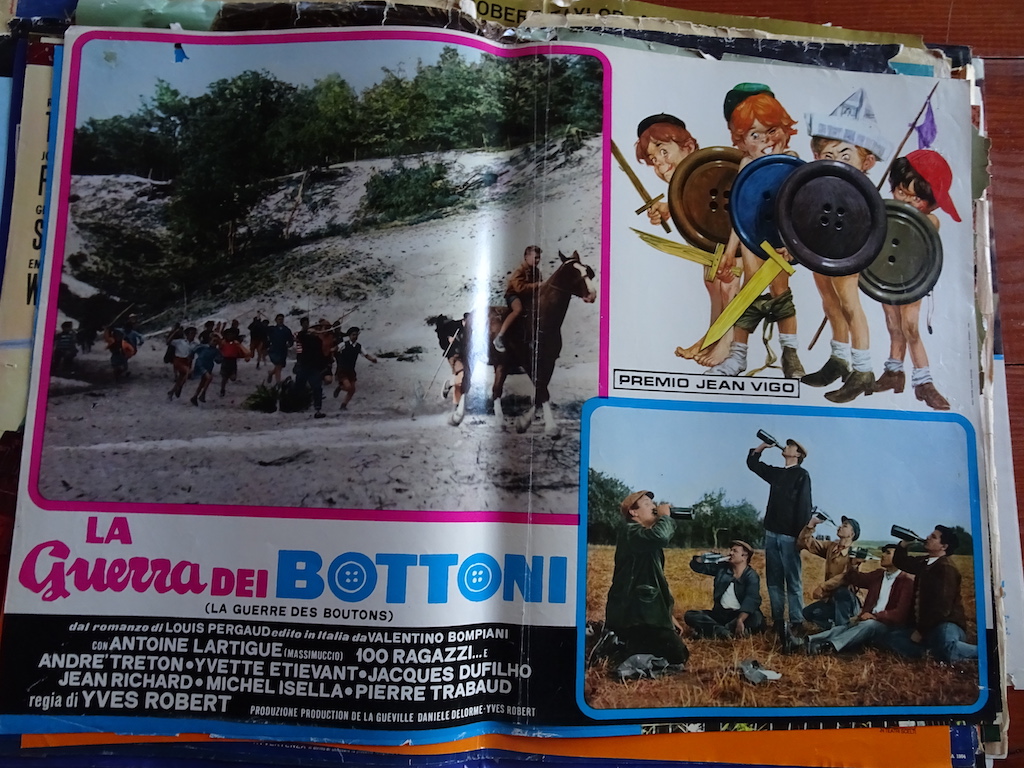 OBERT TAYLOR
PREMIO JEAN VIGO
LA
Guerra DEI BOTTONI
(LA GUERRE DES BOUTONS)
dal romanzo di LOUIS PERGAUD edito in Italia da VALENTINO BOMPIANI
CON ANTOINE LARTIGUE (MASSIMUCCIO) 100 RAGAZZI... E
ANDRE' TRETON • YVETTE ETIEVANT • JACQUES DUFILHO
JEAN RICHARD • MICHEL ISELLA • PIERRE TRABAUD
regia di YVES ROBERT
PRODUZIONE PRODUCTION DE LA GUEVILLE DANIELE DELORME - YVES ROBERT